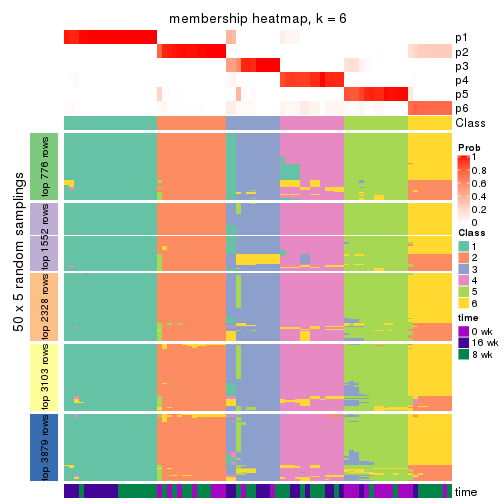 membership heatmap, k = 6
p1
p2
p3
p4
p5
p6
Class
50 x 5 random samplings
top 776 rows
top 1552 rows
top 2328 rows
top 3103 rows
top 3879 rows
time
Prob
1
0.8
0.6
0.4
0.2
0
Class
1
2
3
4
5
6
time
0 wk
16 wk
8 wk